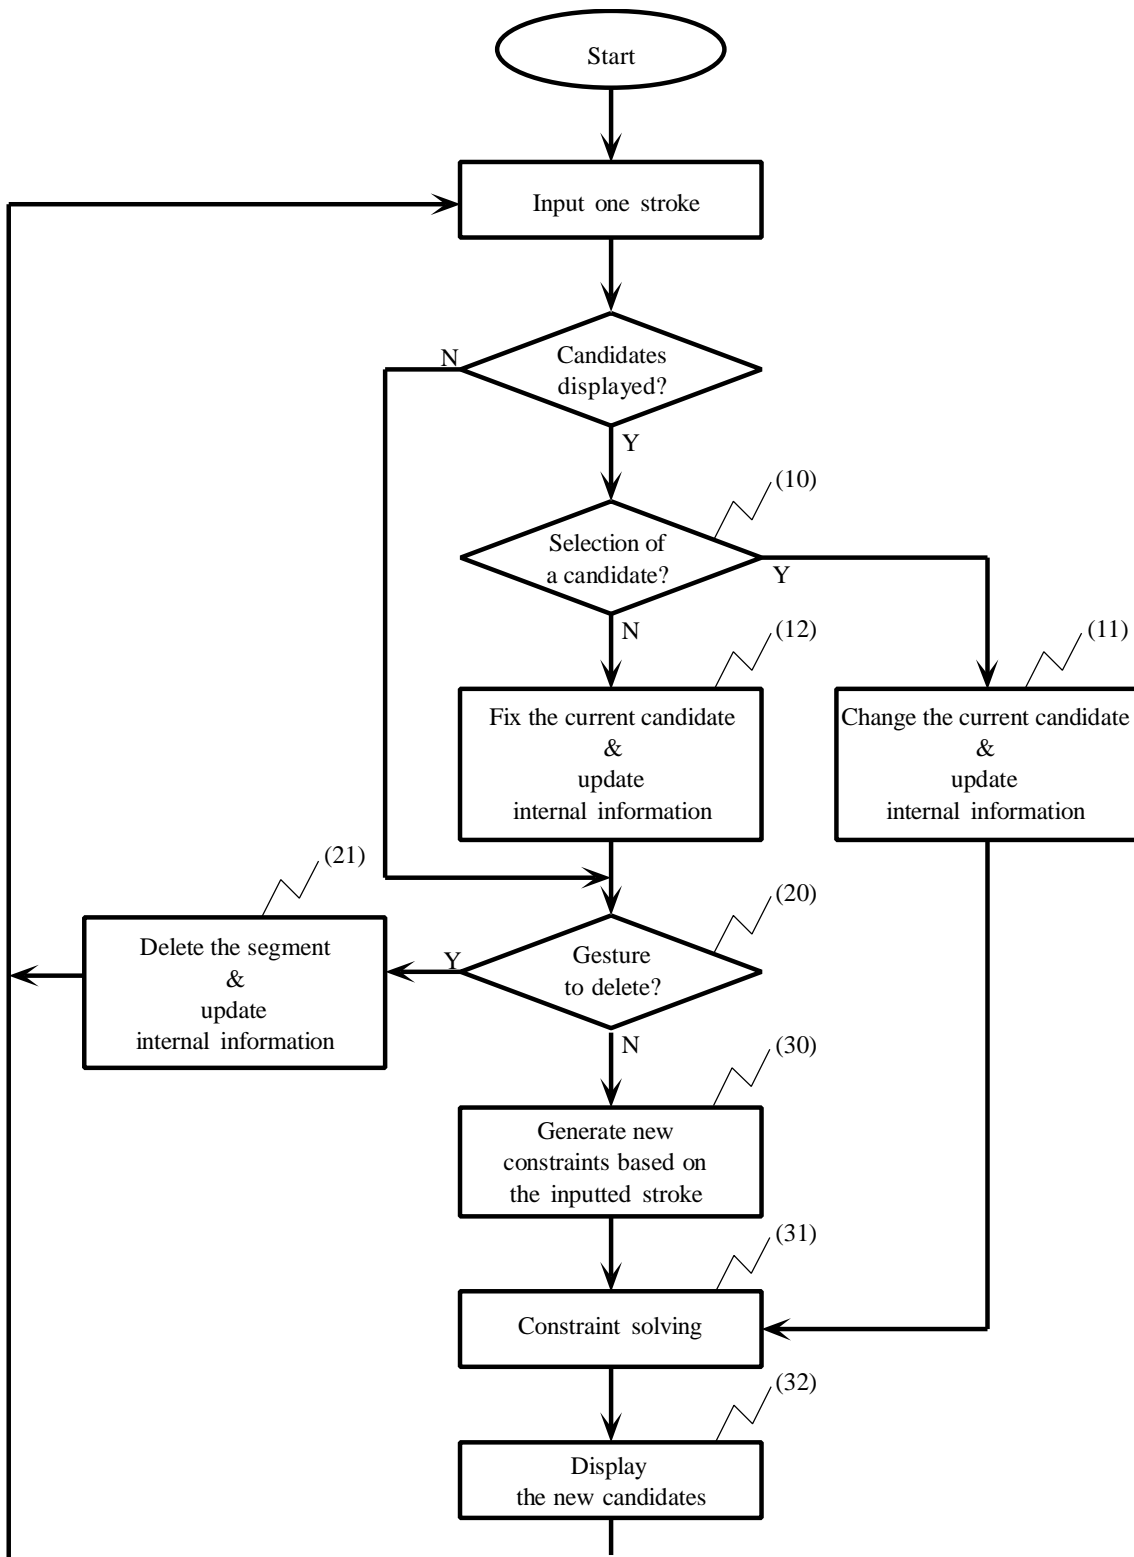 Start
Input one stroke
N
Candidates
displayed?
Y
(10)
Selection of
a candidate?
Y
N
(12)
(11)
Fix the current candidate
&
update
internal information
Change the current candidate
&
update
internal information
(21)
(20)
Delete the segment
&
update
internal information
Y
Gesture
to delete?
N
(30)
Generate new
constraints based on
the inputted stroke
(31)
Constraint solving
(32)
Display
the new candidates